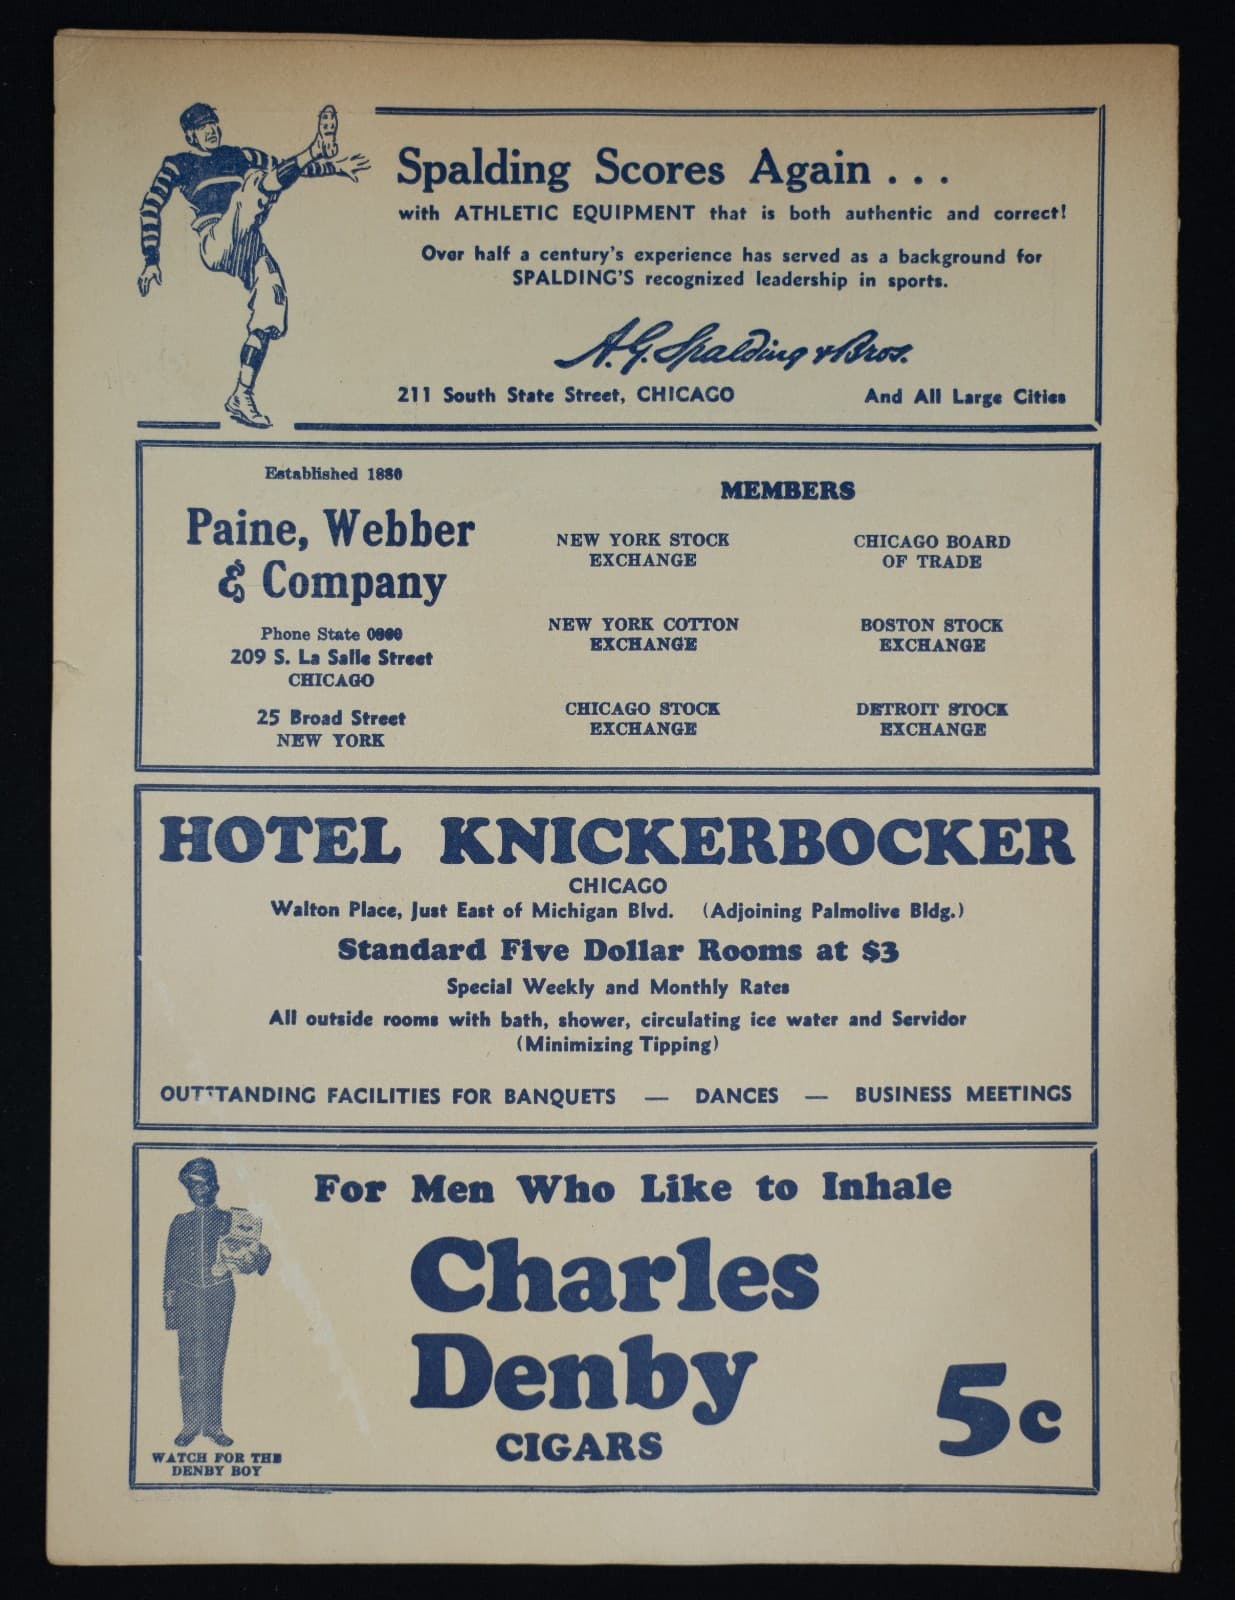 Spalding Scores Again . . .
with ATHLETIC EQUIPMENT that is both authentic and correct!
Over half a century's experience has served as a background for
SPALDING'S recognized leadership in sports.
A. G. Spalding & Bros.
211 South State Street, CHICAGO And All Large Cities
Established 1880
Paine, Webber
& Company
Phone State 0800
209 S. La Salle Street
CHICAGO
25 Broad Street
NEW YORK
MEMBERS
NEW YORK STOCK
EXCHANGE
CHICAGO BOARD
OF TRADE
NEW YORK COTTON
EXCHANGE
BOSTON STOCK
EXCHANGE
CHICAGO STOCK
EXCHANGE
DETROIT STOCK
EXCHANGE
HOTEL KNICKERBOCKER
CHICAGO
Walton Place, Just East of Michigan Blvd. (Adjoining Palmolive Bldg.)
Standard Five Dollar Rooms at $3
Special Weekly and Monthly Rates
All outside rooms with bath, shower, circulating ice water and Servidor
(Minimizing Tipping)
OUTSTANDING FACILITIES FOR BANQUETS — DANCES — BUSINESS MEETINGS
For Men Who Like to Inhale
Charles
Denby
CIGARS
5c
WATCH FOR THE
DENBY BOY